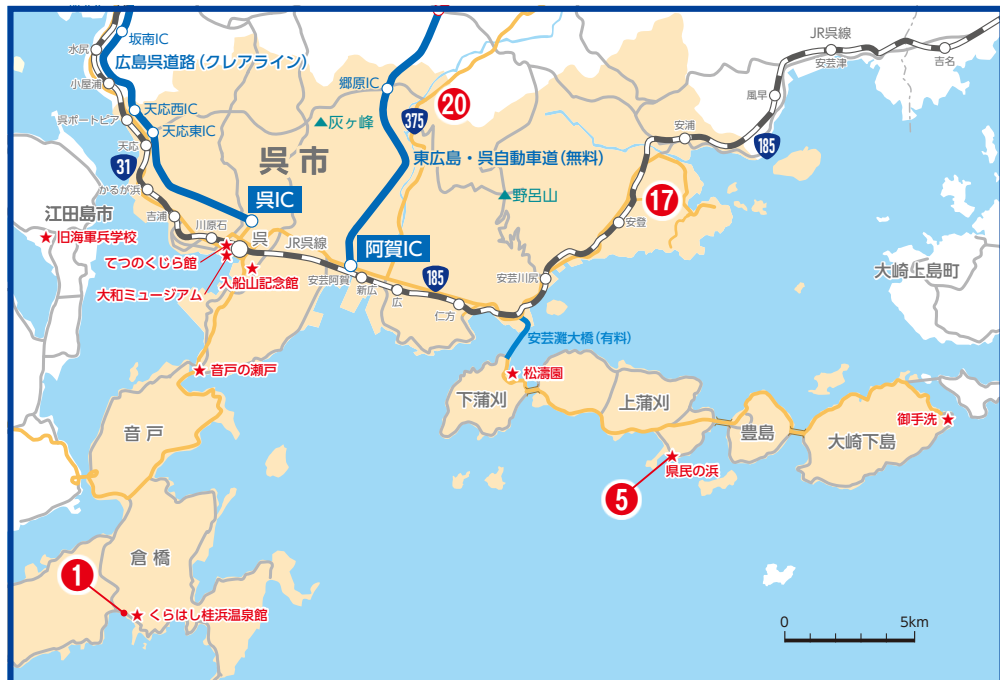 坂南IC
水尻
広島呉道路(クレアライン)
小屋浦
天応西IC
呉ポートピア
天応東IC
天応
31
かるが浜
江田島市
旧海軍兵学校
吉浦
川原石
呉IC
呉
てつのくじら館
大和ミュージアム
入船山記念館
JR呉線
呉市
灰ヶ峰
郷原IC
375
20
東広島・呉自動車道(無料)
野呂山
阿賀IC
安芸阿賀
新広
広
185
仁方
安芸川尻
安登
17
安浦
風早
185
JR呉線
安芸津
吉名
大崎上島町
安芸灘大橋(有料)
音戸の瀬戸
音戸
松濤園
下蒲刈
上蒲刈
県民の浜
5
豊島
大崎下島
御手洗
倉橋
1
くらはし桂浜温泉館
0
5km